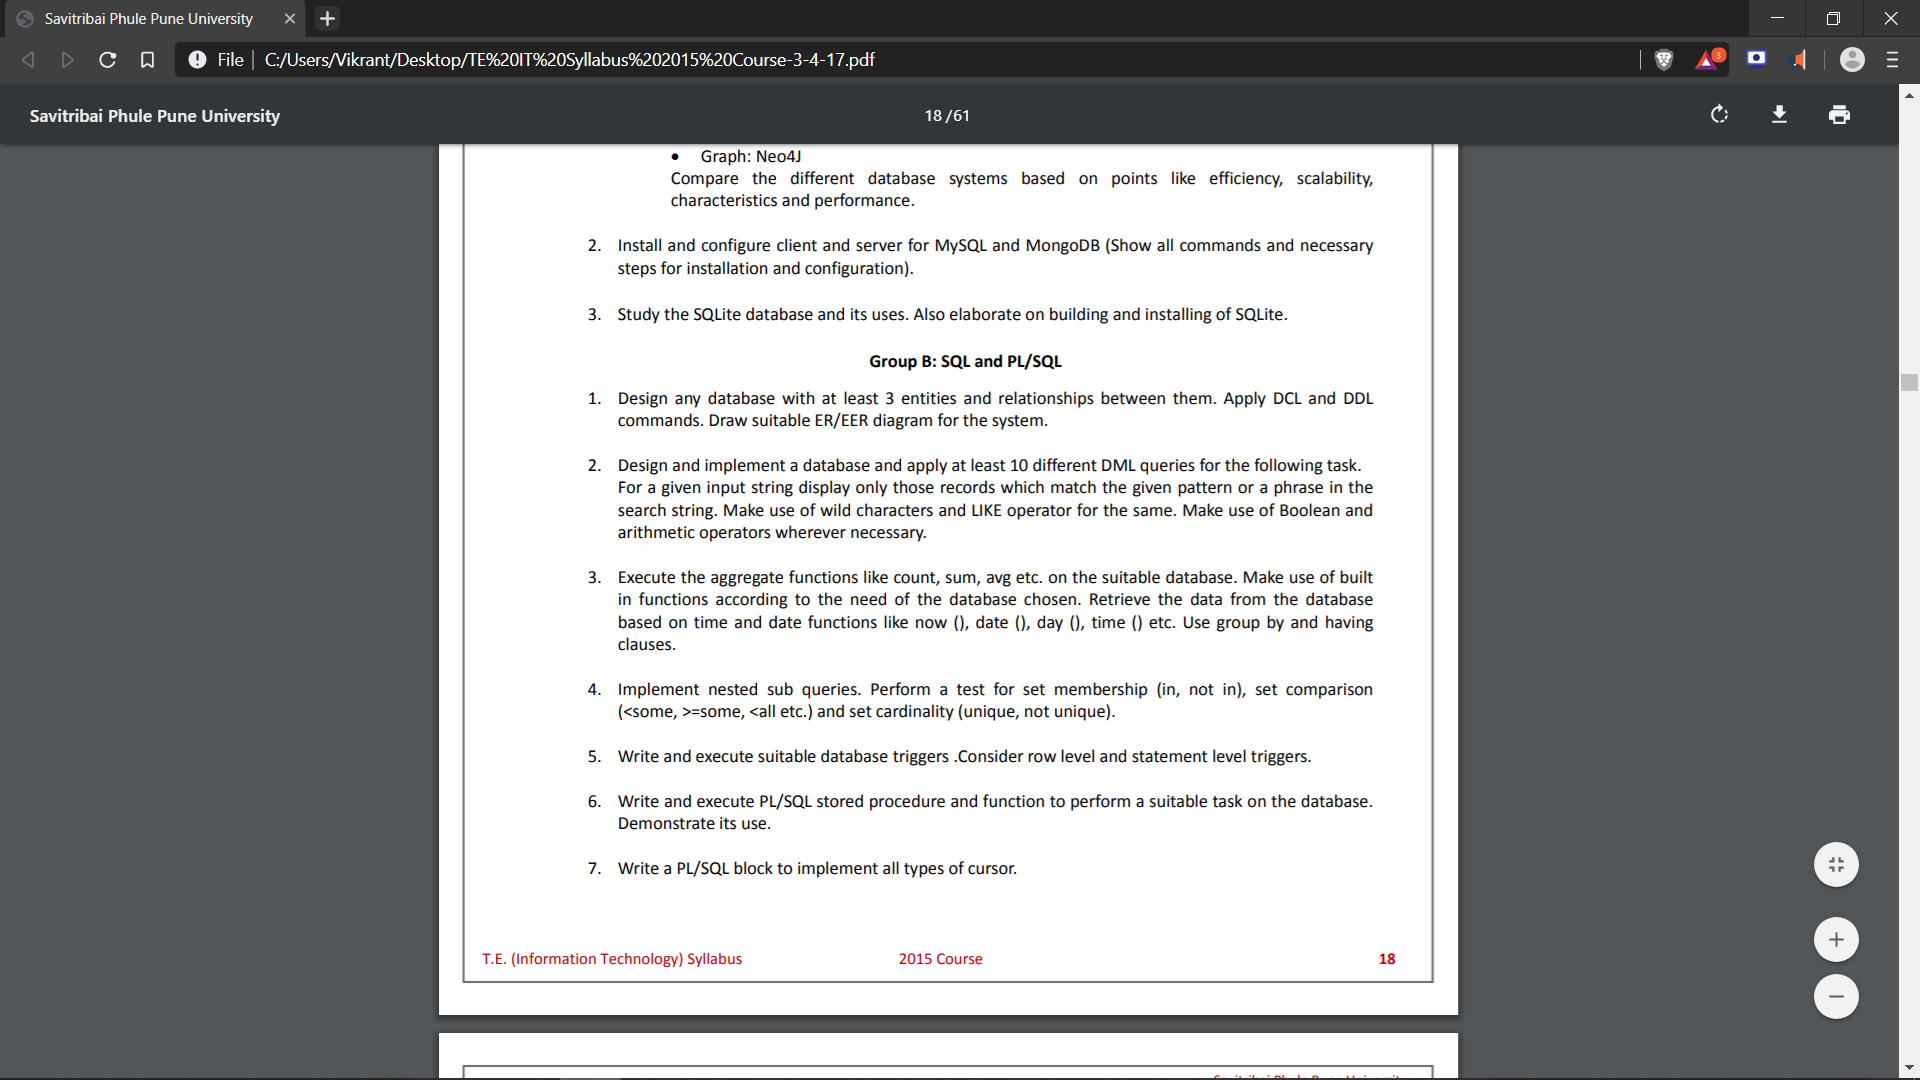 Savitribai Phule Pune University
File
C:/Users/Vikrant/Desktop/TE%20IT%20Syllabus%202015%20Course-3-4-17.pdf
3
Savitribai Phule Pune University
18 /61
• Graph: Neo4J
Compare the different database systems based on points like efficiency, scalability,
characteristics and performance.
2. Install and configure client and server for MySQL and MongoDB (Show all commands and necessary
steps for installation and configuration).
3. Study the SQLite database and its uses. Also elaborate on building and installing of SQLite.
Group B: SQL and PL/SQL
1. Design any database with at least 3 entities and relationships between them. Apply DCL and DDL
commands. Draw suitable ER/EER diagram for the system.
2. Design and implement a database and apply at least 10 different DML queries for the following task.
For a given input string display only those records which match the given pattern or a phrase in the
search string. Make use of wild characters and LIKE operator for the same. Make use of Boolean and
arithmetic operators wherever necessary.
3. Execute the aggregate functions like count, sum, avg etc. on the suitable database. Make use of built
in functions according to the need of the database chosen. Retrieve the data from the database
based on time and date functions like now (), date (), day (), time () etc. Use group by and having
clauses.
4. Implement nested sub queries. Perform a test for set membership (in, not in), set comparison
(<some, >=some, <all etc.) and set cardinality (unique, not unique).
5. Write and execute suitable database triggers .Consider row level and statement level triggers.
6. Write and execute PL/SQL stored procedure and function to perform a suitable task on the database.
Demonstrate its use.
7. Write a PL/SQL block to implement all types of cursor.
T.E. (Information Technology) Syllabus
2015 Course
18